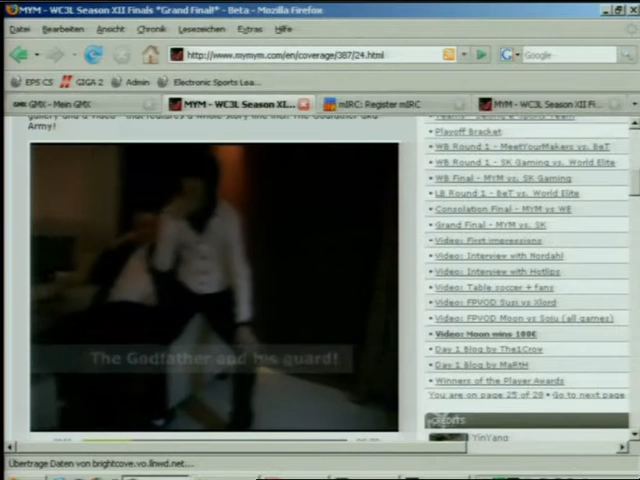 MYM - WC3L Season XII Finals *Grand Final!* - Beta - Mozilla Firefox
Datei Bearbeiten Ansicht Chronik Lesezeichen Extras Hilfe
http://www.mymym.com/en/coverage/387/24.html
Google
EPS CS GIGA 2 Admin Electronic Sports Lea...
GMX - Mein GMX
MYM - WC3L Season XI...
mIRC: Register mIRC
MYM - WC3L Season XII Fi...
Army!
The Godfather and his guard!
Playoff Bracket
WB Round 1 - MeetYourMakers vs. BeT
WB Round 1 - SK Gaming vs. World Elite
WB Final - MYM vs. SK Gaming
LB Round 1 - BeT vs. World Elite
Consolation Final - MYM vs WE
Grand Final - MYM vs. SK
Video: First impressions
Video: Interview with Nordahl
Video: Interview with Hotlips
Video: Table soccer + fans
Video: FPVOD Susi vs Xlord
Video: FPVOD Moon vs Soju (all games)
Video: Moon wins 100€
Day 1 Blog by The1Crow
Day 1 Blog by MaRtH
Winners of the Player Awards
You are on page 25 of 28 • Go to next page
CREDITS
YinYang
Übertrage Daten von brightcove.vo.llnwd.net...